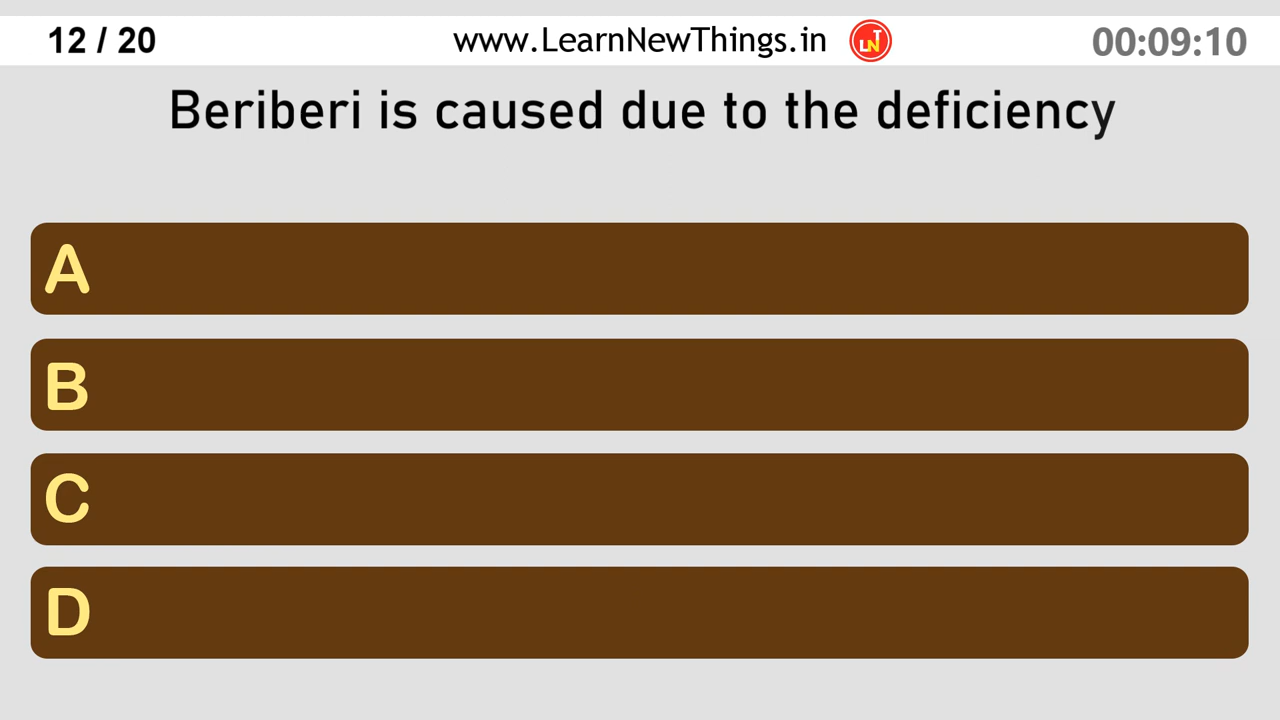 12 / 20
www.LearnNewThings.in
LNT
00:09:10
Beriberi is caused due to the deficiency
A
B
C
D